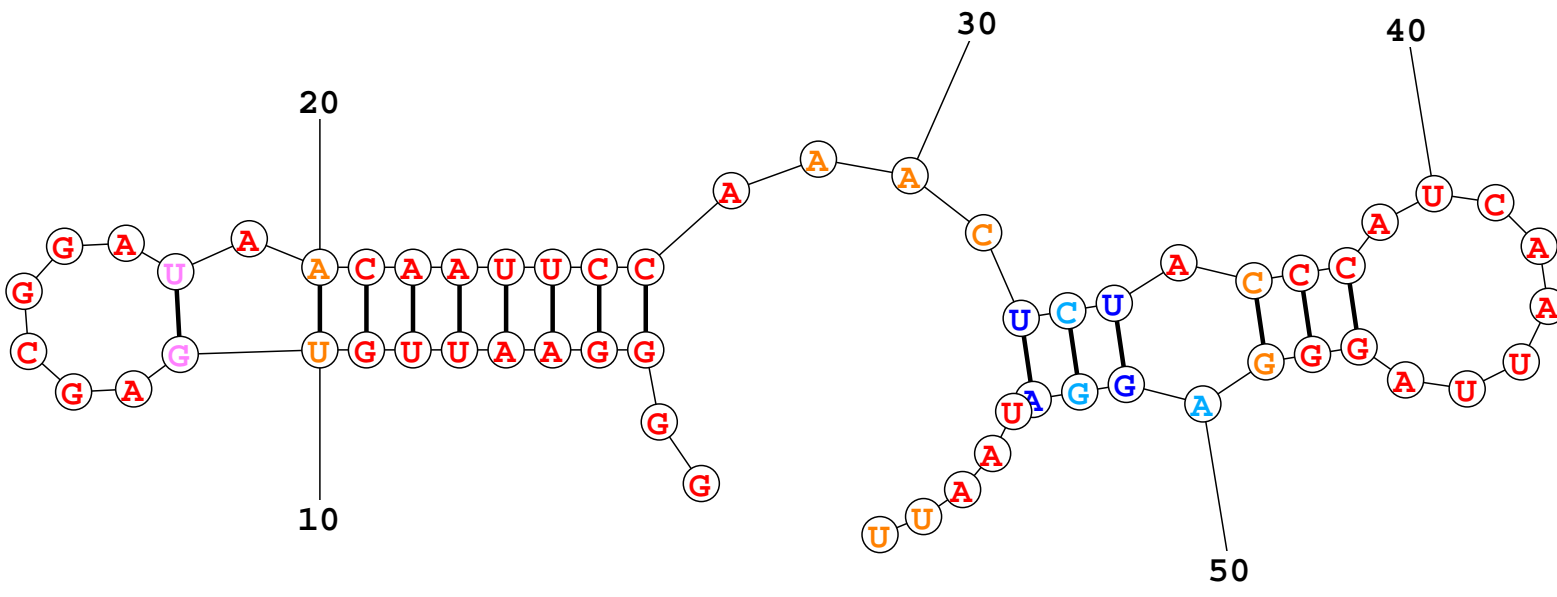 30
40
20
A A A
U C A A U U A
A C C C A U C U C
G G A U A
A C A A U U C C
G C G A G
U G U U A A G G
G G G A G G A
G G
U A A U U
10
50